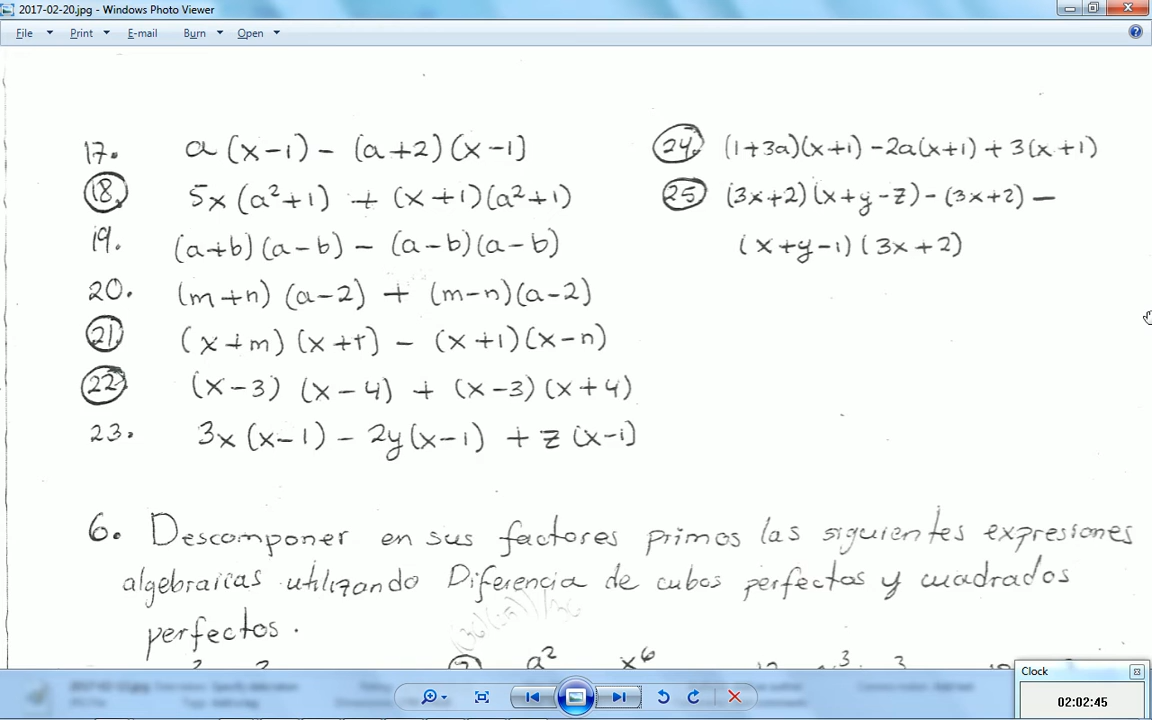 2017-02-20.jpg - Windows Photo Viewer
File Print E-mail Burn Open
17. a(x-1) - (a+2)(x-1)
18. 5x(a²+1) + (x+1)(a²+1)
19. (a+b)(a-b) - (a-b)(a-b)
20. (m+n)(a-2) + (m-n)(a-2)
21. (x+m)(x+1) - (x+1)(x-n)
22. (x-3)(x-4) + (x-3)(x+4)
23. 3x(x-1) - 2y(x-1) + z(x-1)
24. (1+3a)(x+1) -2a(x+1) + 3(x+1)
25 (3x+2)(x+y-z) - (3x+2) -
(x+y-1)(3x+2)
6. Descomponer en sus factores primos las siguientes expresiones
algebraicas utilizando Diferencia de cubos perfectos y cuadrados
perfectos.
a² x⁶
Clock
02:02:45